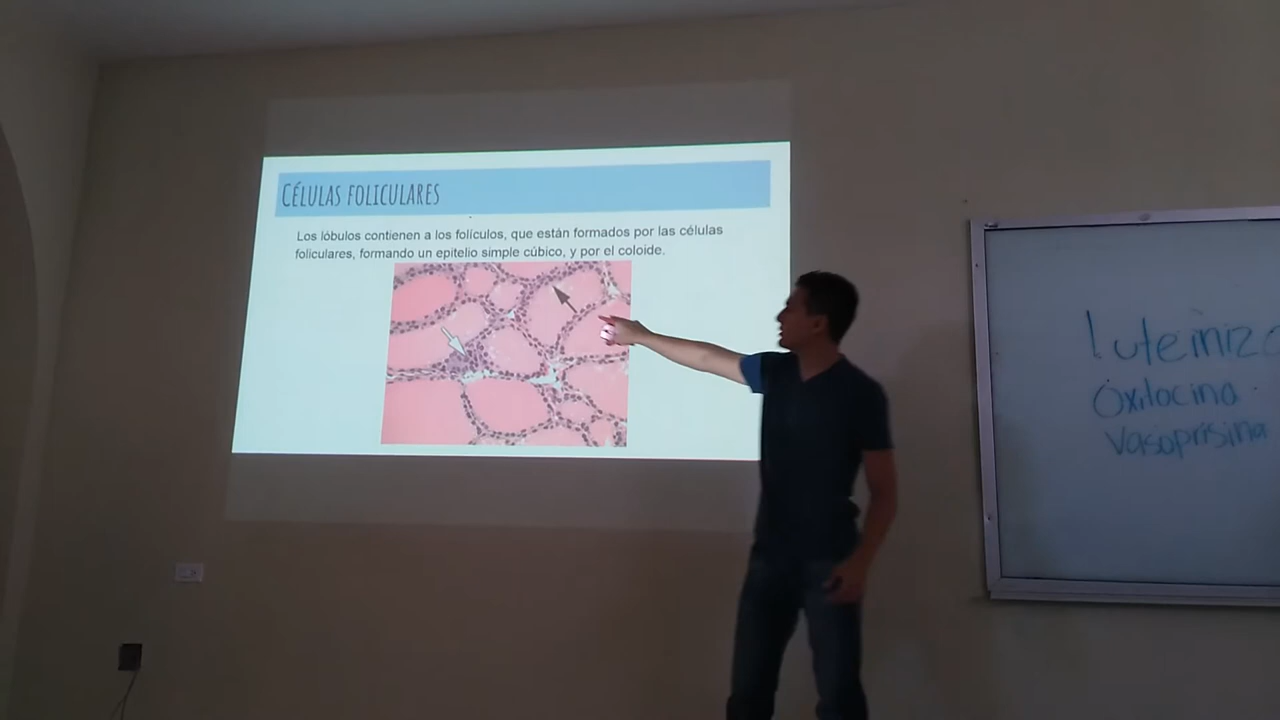 CÉLULAS FOLICULARES
Los lóbulos contienen a los folículos, que están formados por las células
foliculares, formando un epitelio simple cúbico, y por el coloide.
Luteiniza
Oxitocina
Vasoprisina